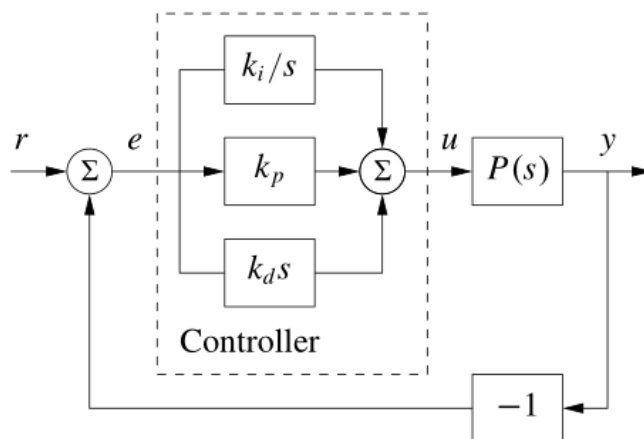 k_i/s
r
e
u
y
Σ
k_p
Σ
P(s)
k_d s
Controller
−1